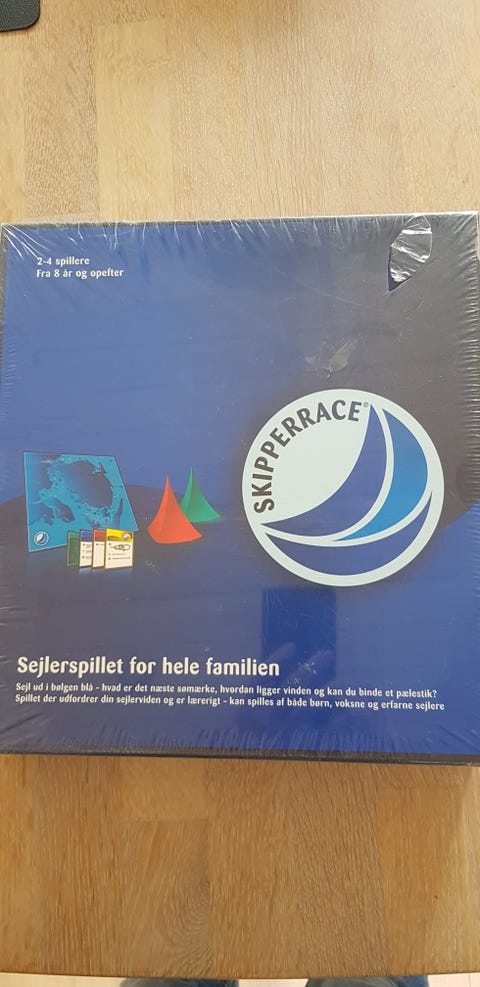 2-4 spillere
Fra 8 år og opefter
SKIPPERRACE®
Sejlerspillet for hele familien
Sejl ud i bølgen blå - hvad er det næste sømærke, hvordan ligger vinden og kan du binde et pælestik?
Spillet der udfordrer din sejlerviden og er lærerigt - kan spilles af både børn, voksne og erfarne sejlere